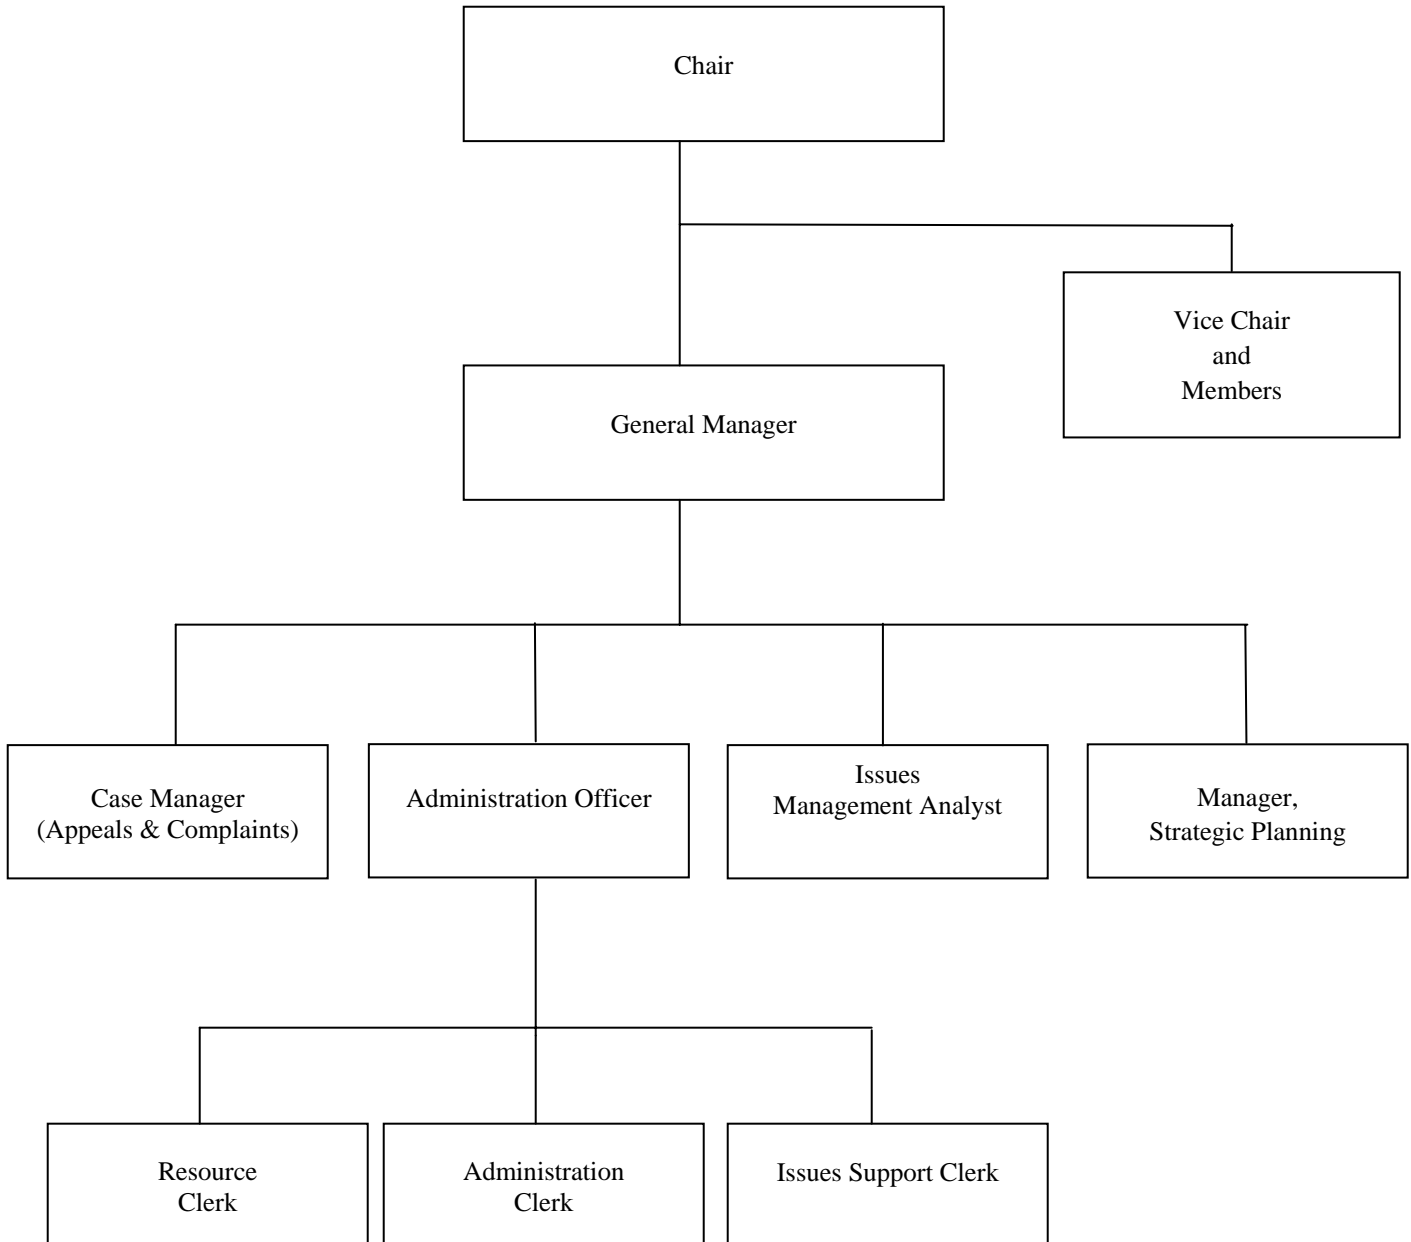 Chair
Vice Chair
and
Members
General Manager
Case Manager
(Appeals & Complaints)
Administration Officer
Issues
Management Analyst
Manager,
Strategic Planning
Resource
Clerk
Administration
Clerk
Issues Support Clerk